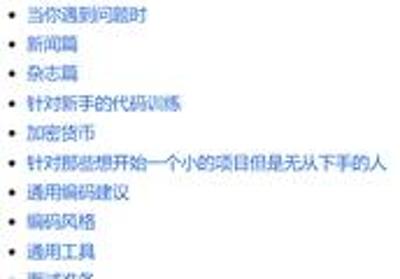 当你遇到问题时
新闻篇
杂志篇
针对新手的代码训练
加密货币
针对那些想开始一个小的项目但是无从下手的人
通用编码建议
编码风格
通用工具